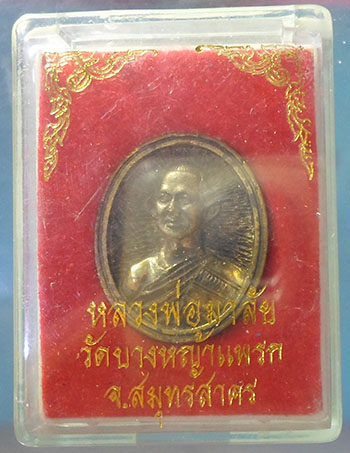 หลวงพ่ออู่มาลัย
วัดบางหญ้าแพรก
จ.สมุทรสาคร